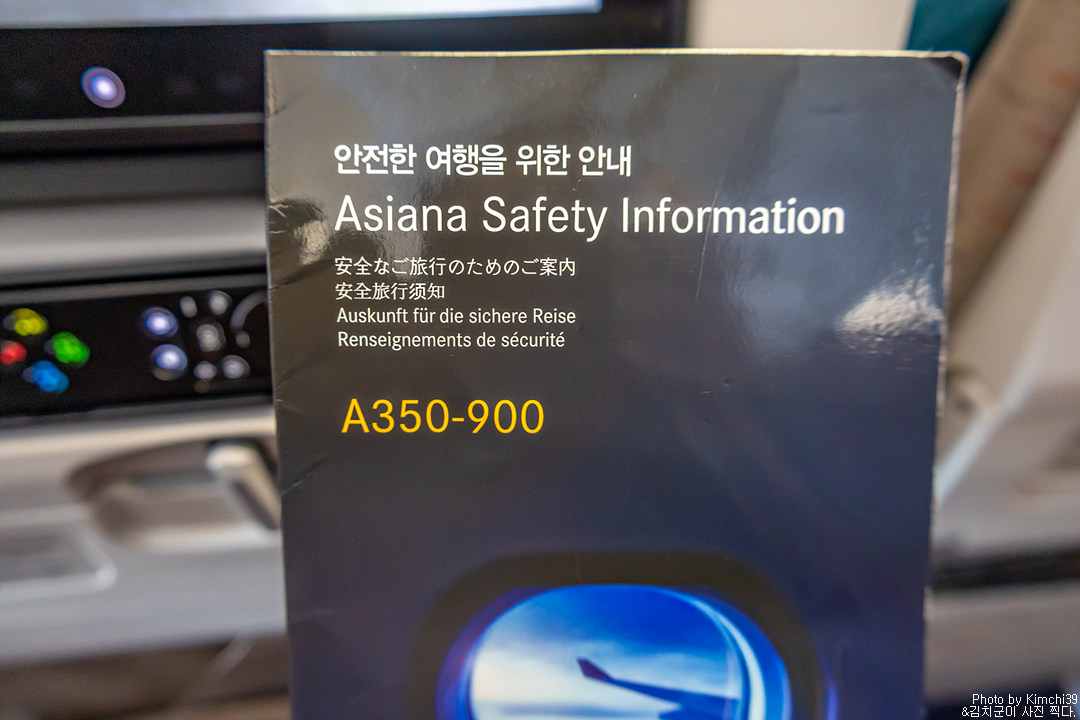 안전한 여행을 위한 안내
Asiana Safety Information
安全なご旅行のためのご案内
安全旅行须知
Auskunft für die sichere Reise
Renseignements de sécurité
A350-900
Photo by Kimchi39
&김치군이 사진 찍다.